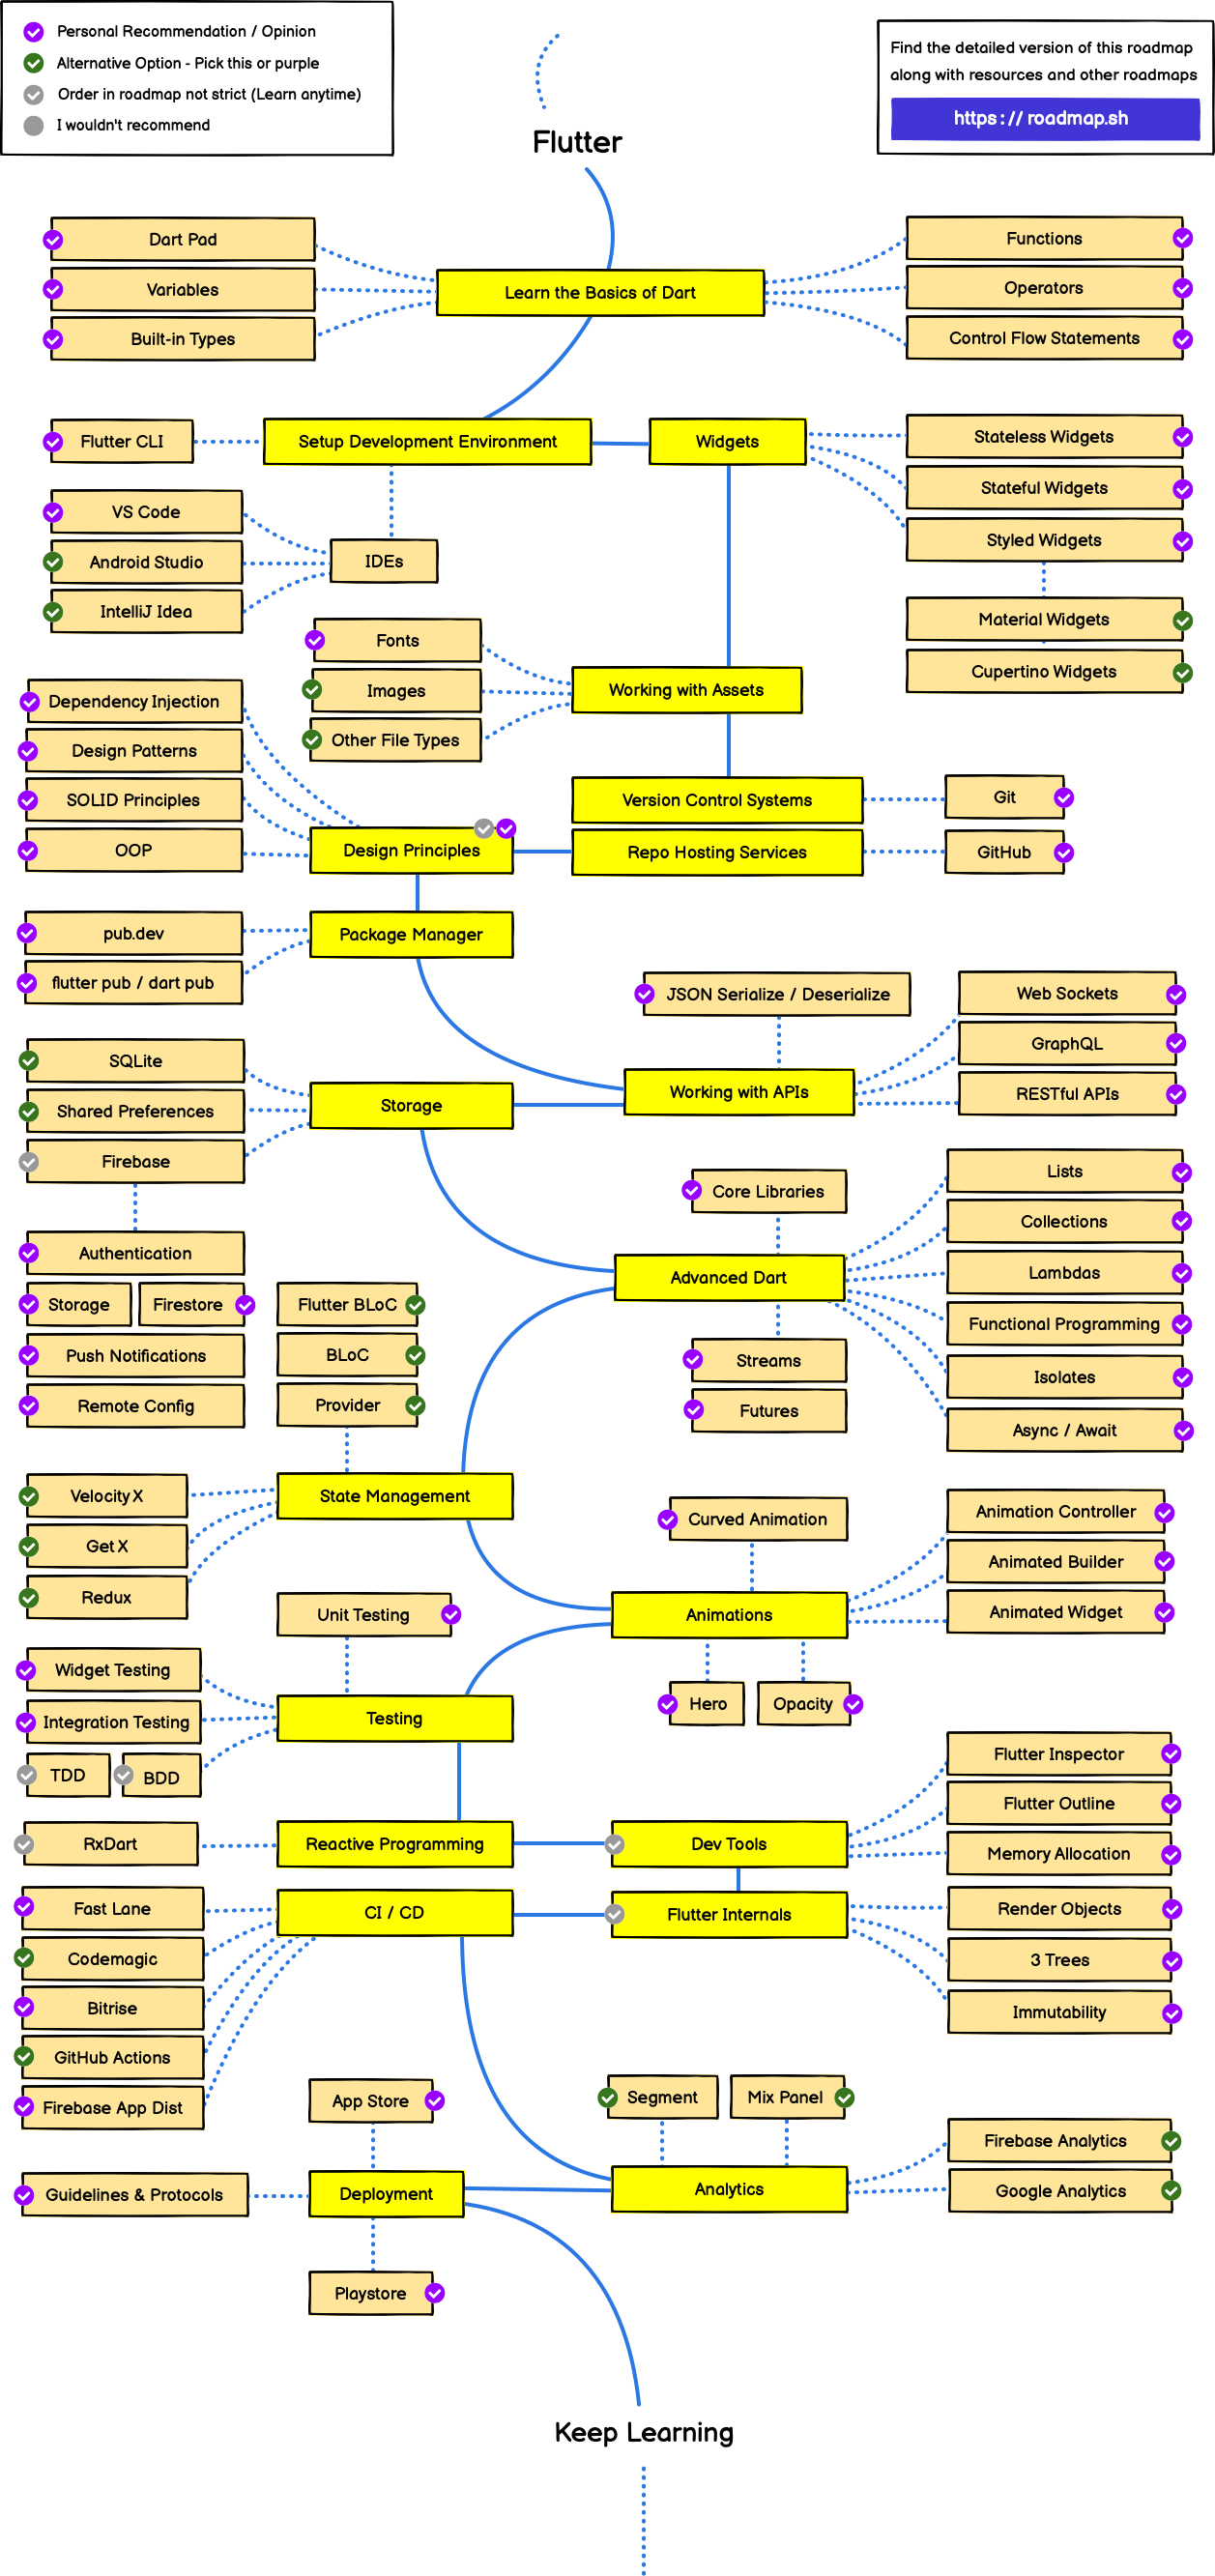 Personal Recommendation / Opinion
Alternative Option - Pick this or purple
Order in roadmap not strict (Learn anytime)
I wouldn't recommend
Find the detailed version of this roadmap
along with resources and other roadmaps
https://roadmap.sh
Flutter
Dart Pad
Variables
Built-in Types
Learn the Basics of Dart
Functions
Operators
Control Flow Statements
Flutter CLI
Setup Development Environment
Widgets
Stateless Widgets
Stateful Widgets
Styled Widgets
Material Widgets
Cupertino Widgets
VS Code
Android Studio
IntelliJ Idea
IDEs
Fonts
Images
Other File Types
Working with Assets
Dependency Injection
Design Patterns
SOLID Principles
OOP
Design Principles
Version Control Systems
Repo Hosting Services
Git
GitHub
pub.dev
flutter pub / dart pub
Package Manager
JSON Serialize / Deserialize
Working with APIs
Web Sockets
GraphQL
RESTful APIs
SQLite
Shared Preferences
Firebase
Storage
Authentication
Storage
Firestore
Push Notifications
Remote Config
Core Libraries
Advanced Dart
Streams
Futures
Lists
Collections
Lambdas
Functional Programming
Isolates
Async / Await
Flutter BLoC
BLoC
Provider
State Management
Velocity X
Get X
Redux
Curved Animation
Animations
Hero
Opacity
Animation Controller
Animated Builder
Animated Widget
Unit Testing
Widget Testing
Integration Testing
TDD
BDD
Testing
RxDart
Reactive Programming
Dev Tools
Flutter Inspector
Flutter Outline
Memory Allocation
Fast Lane
Codemagic
Bitrise
GitHub Actions
Firebase App Dist
CI / CD
Flutter Internals
Render Objects
3 Trees
Immutability
App Store
Guidelines & Protocols
Deployment
Playstore
Segment
Mix Panel
Analytics
Firebase Analytics
Google Analytics
Keep Learning